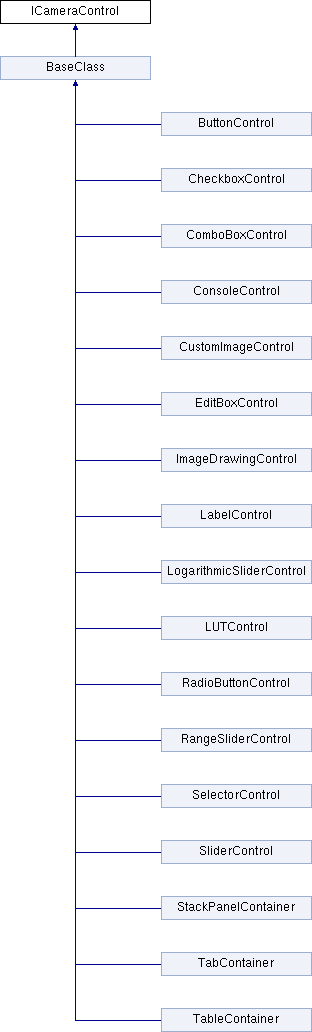 ICameraControl
BaseClass
ButtonControl
CheckboxControl
ComboBoxControl
ConsoleControl
CustomImageControl
EditBoxControl
ImageDrawingControl
LabelControl
LogarithmicSliderControl
LUTControl
RadioButtonControl
RangeSliderControl
SelectorControl
SliderControl
StackPanelContainer
TabContainer
TableContainer